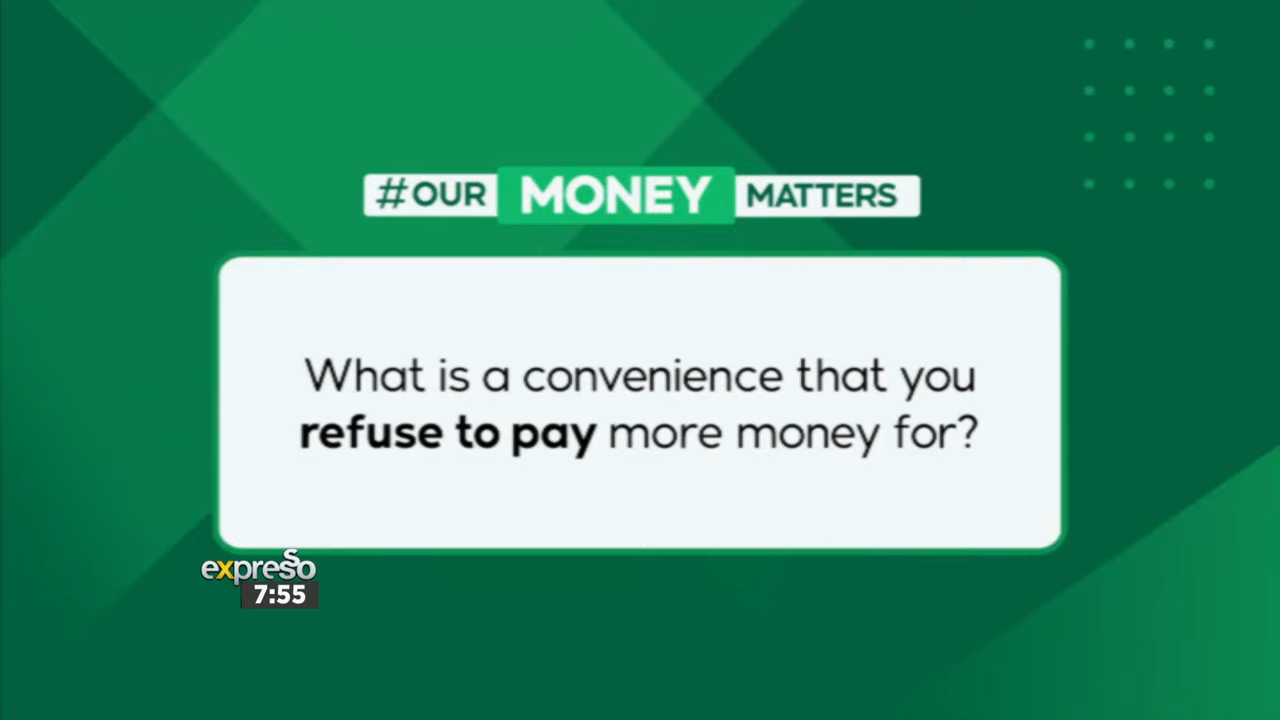 #OUR MONEY MATTERS
What is a convenience that you
refuse to pay more money for?
expresso
7:55